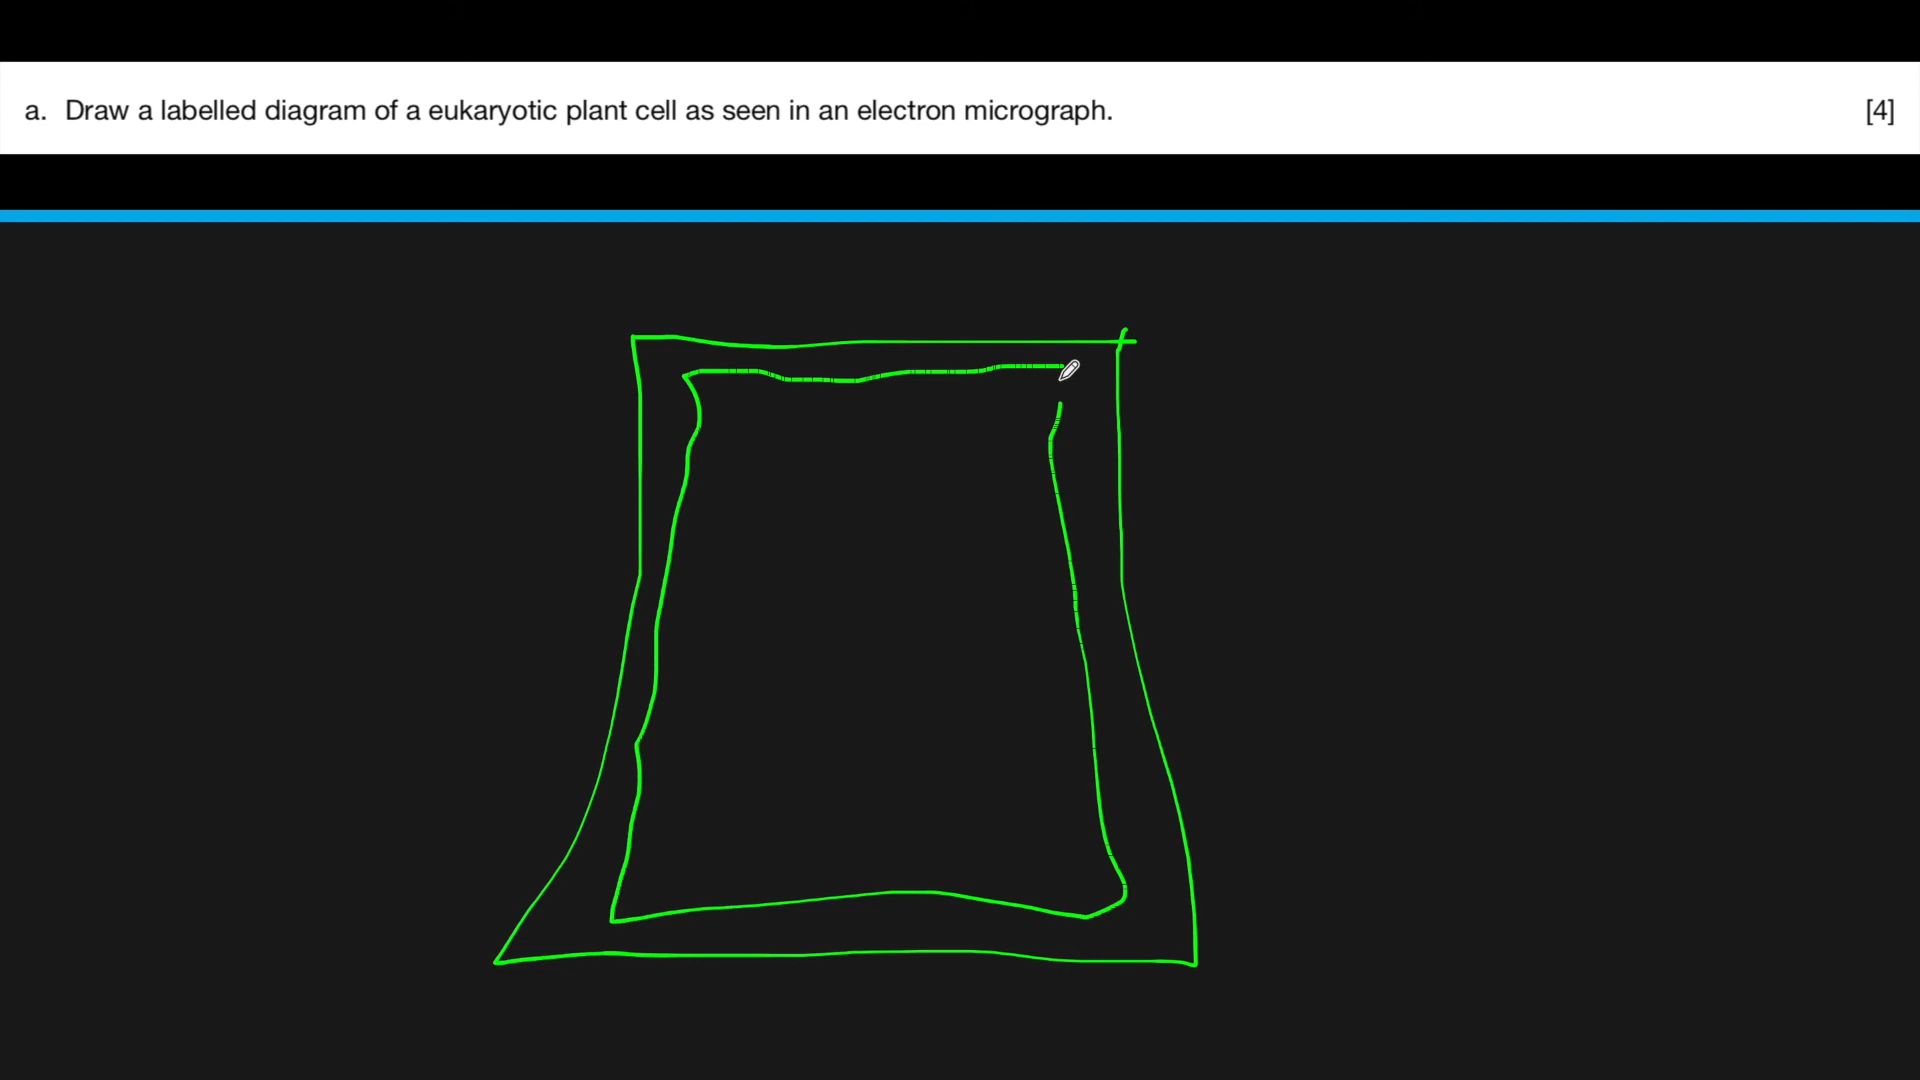 a. Draw a labelled diagram of a eukaryotic plant cell as seen in an electron micrograph. [4]